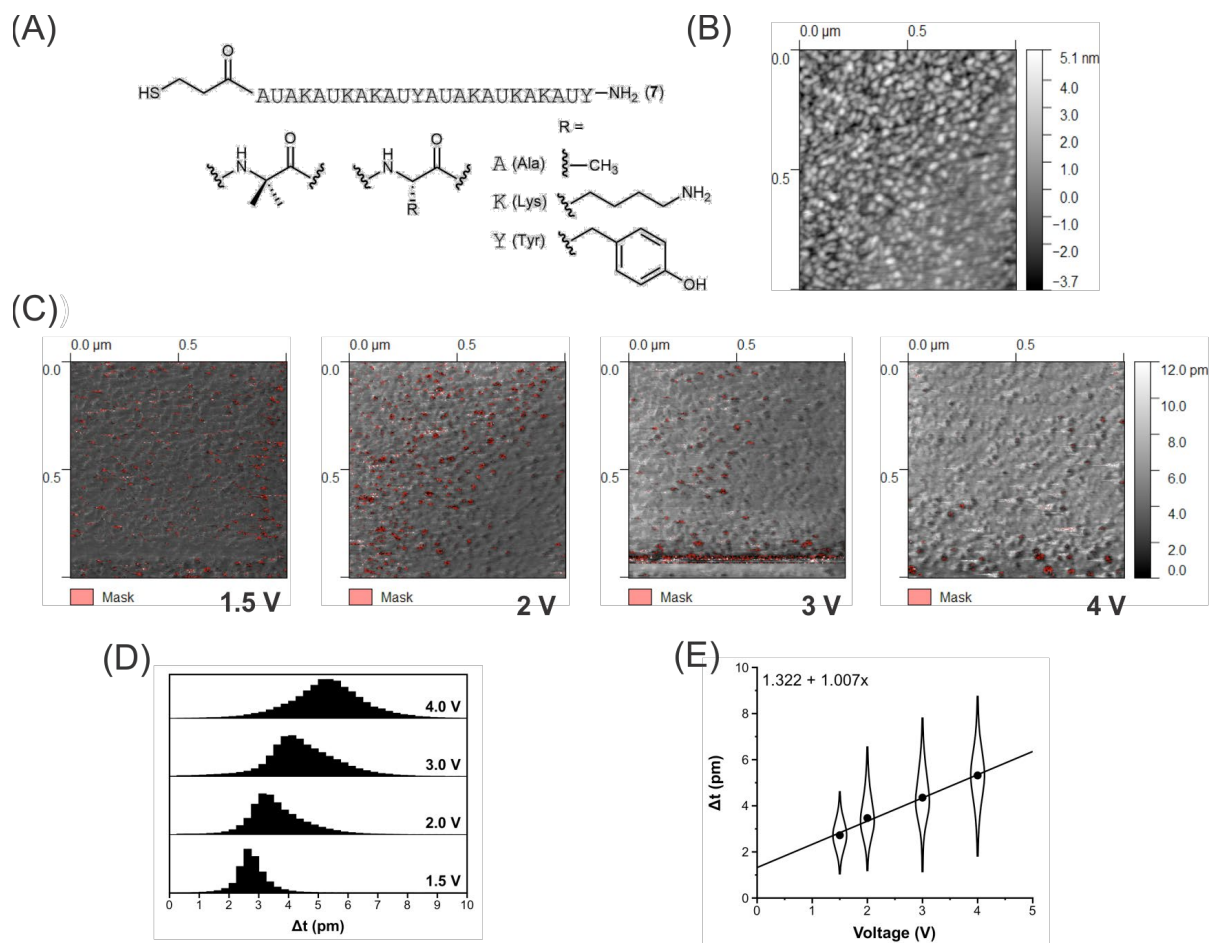 (A)
O
HS
AUAKAUKAKAUYAUAKAUKAKAUY
NH₂ (7)
R =
H
N
O
H
N
O
R
A (Ala)
CH₃
K (Lys)
NH₂
Y (Tyr)
OH
(B)
0.0 µm 0.5
0.0
0.5
5.1 nm
4.0
3.0
2.0
1.0
0.0
−1.0
−2.0
−3.7
(C)
0.0 µm 0.5
0.0
0.5
Mask 1.5 V
0.0 µm 0.5
0.0
0.5
Mask 2 V
0.0 µm 0.5
0.0
0.5
Mask 3 V
0.0 µm 0.5
0.0
0.5
Mask 4 V
12.0 pm
10.0
8.0
6.0
4.0
2.0
0.0
(D)
4.0 V
3.0 V
2.0 V
1.5 V
0 1 2 3 4 5 6 7 8 9 10
Δt (pm)
(E)
1.322 + 1.007x
10
8
6
4
2
0
Δt (pm)
0 1 2 3 4 5
Voltage (V)